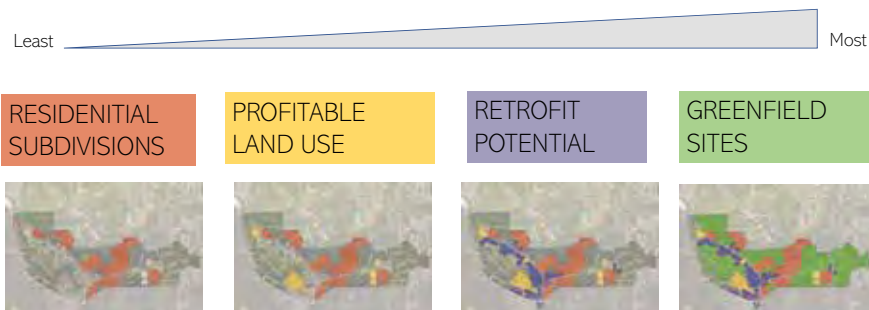 Least
Most
RESIDENITIAL
SUBDIVISIONS
PROFITABLE
LAND USE
RETROFIT
POTENTIAL
GREENFIELD
SITES